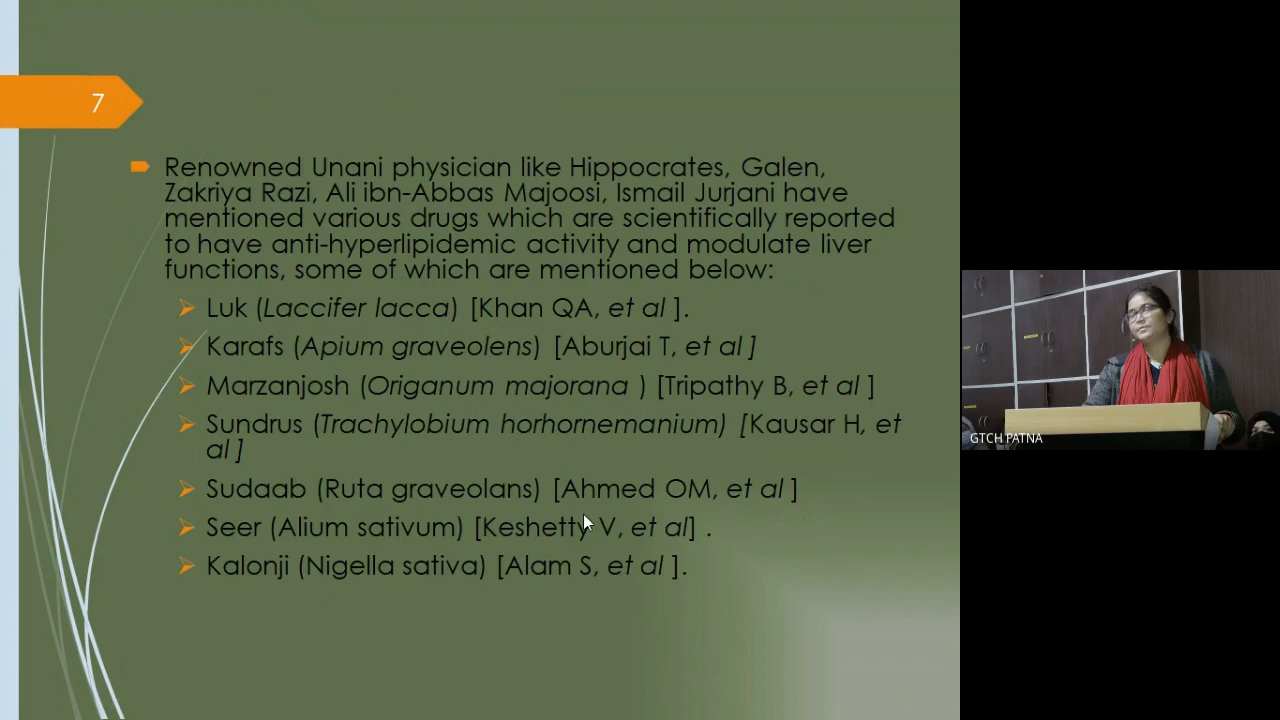 7
Renowned Unani physician like Hippocrates, Galen,
Zakriya Razi, Ali ibn-Abbas Majoosi, Ismail Jurjani have
mentioned various drugs which are scientifically reported
to have anti-hyperlipidemic activity and modulate liver
functions, some of which are mentioned below:
Luk (Laccifer lacca) [Khan QA, et al ].
Karafs (Apium graveolens) [Aburjai T, et al ]
Marzanjosh (Origanum majorana ) [Tripathy B, et al ]
Sundrus (Trachylobium horhornemanium) [Kausar H, et
al ]
Sudaab (Ruta graveolans) [Ahmed OM, et al ]
Seer (Alium sativum) [Keshetty V, et al] .
Kalonji (Nigella sativa) [Alam S, et al ].
GTCH PATNA